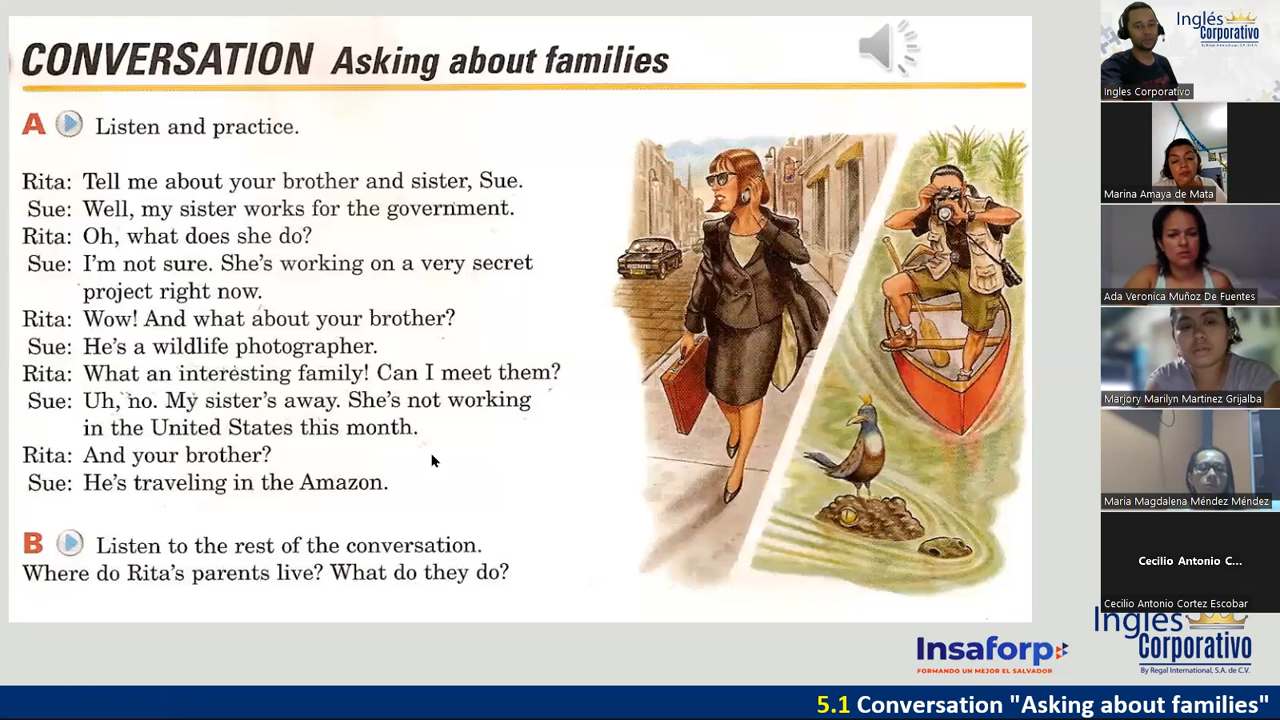 CONVERSATION Asking about families
A Listen and practice.
Rita: Tell me about your brother and sister, Sue.
Sue: Well, my sister works for the government.
Rita: Oh, what does she do?
Sue: I'm not sure. She's working on a very secret
project right now.
Rita: Wow! And what about your brother?
Sue: He's a wildlife photographer.
Rita: What an interesting family! Can I meet them?
Sue: Uh, no. My sister's away. She's not working
in the United States this month.
Rita: And your brother?
Sue: He's traveling in the Amazon.
B Listen to the rest of the conversation.
Where do Rita's parents live? What do they do?
Inglés
Corporativo
By Regal International, S.A. de C.V.
Ingles Corporativo
Marina Amaya de Mata
Ada Veronica Muñoz De Fuentes
Marjory Marilyn Martinez Grijalba
Maria Magdalena Méndez Méndez
Cecilio Antonio C...
Cecilio Antonio Cortez Escobar
Insaforp
FORMANDO UN MEJOR EL SALVADOR
Inglés
Corporativo
By Regal International, S.A. de C.V.
5.1 Conversation "Asking about families"